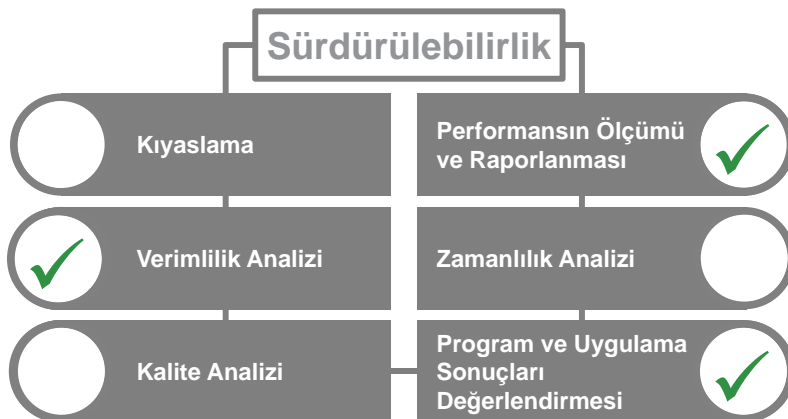 Sürdürülebilirlik
Kıyaslama
Performansın Ölçümü
ve Raporlanması
Verimlilik Analizi
Zamanlılık Analizi
Kalite Analizi
Program ve Uygulama
Sonuçları
Değerlendirmesi